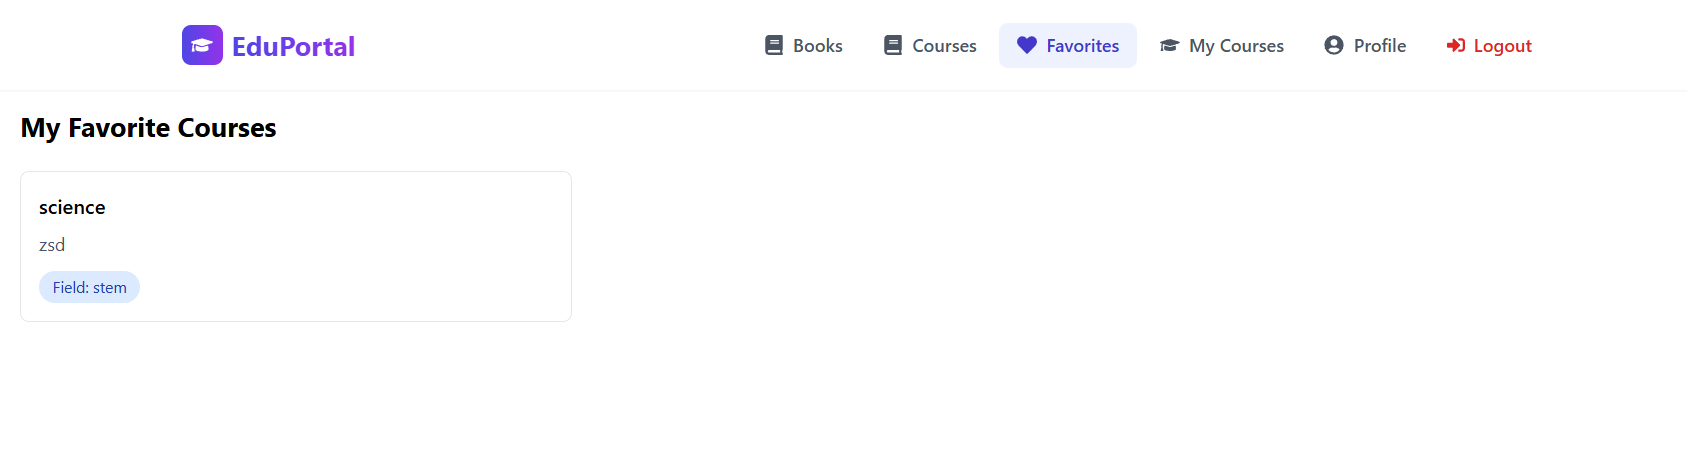 EduPortal Books Courses Favorites My Courses Profile Logout
My Favorite Courses
science
zsd
Field: stem